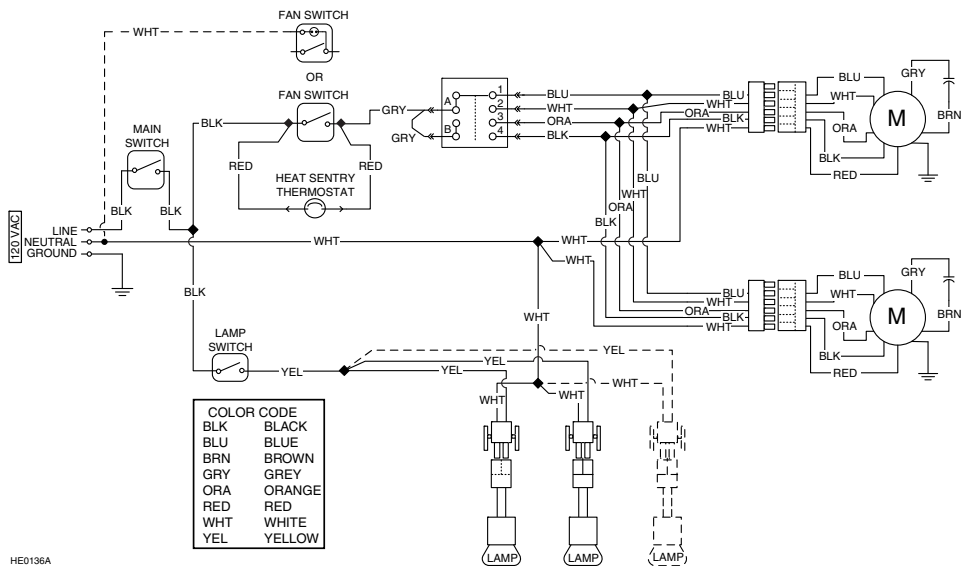 FAN SWITCH
WHT
OR
FAN SWITCH
BLK
RED
RED
HEAT SENTRY
THERMOSTAT
MAIN
SWITCH
BLK
BLK
120 VAC
LINE
NEUTRAL
GROUND
GRY
GRY
A
B
1
2
3
4
BLU
WHT
ORA
BLK
BLU
WHT
ORA
BLK
WHT
BLU
WHT
ORA
BLK
RED
M
GRY
BRN
BLU
WHT
ORA
BLK
WHT
WHT
WHT
BLK
WHT
BLU
WHT
ORA
BLK
WHT
BLU
WHT
ORA
BLK
RED
M
GRY
BRN
LAMP
SWITCH
YEL
YEL
YEL
YEL
WHT
WHT
WHT
LAMP
LAMP
LAMP
COLOR CODE
BLK BLACK
BLU BLUE
BRN BROWN
GRY GREY
ORA ORANGE
RED RED
WHT WHITE
YEL YELLOW
HE0136A